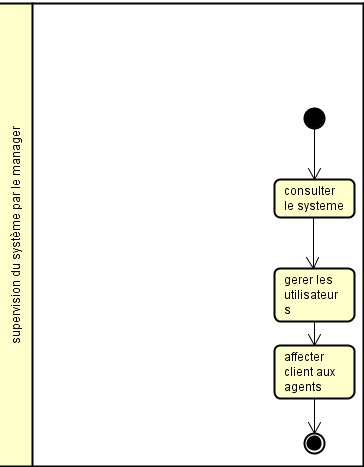 supervision du système par le manager
consulter
le systeme
gerer les
utilisateur
s
affecter
client aux
agents